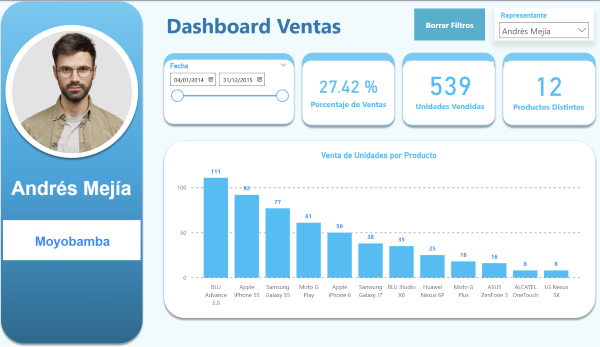 Dashboard Ventas
Borrar Filtros
Representante
Andrés Mejía
Andrés Mejía
Moyobamba
Fecha
04/01/2014
31/12/2015
27.42 %
Porcentaje de Ventas
539
Unidades Vendidas
12
Productos Distintos
Venta de Unidades por Producto
100
50
0
111
92
77
61
50
38
35
25
18
16
8
8
BLU Advance 5.0
Apple iPhone 5S
Samsung Galaxy S5
Moto G Play
Apple iPhone 6
Samsung Galaxy J7
BLU Studio X8
Huawei Nexus 6P
Moto G Plus
ASUS ZenFone 3
ALCATEL OneTouch
LG Nexus 5X